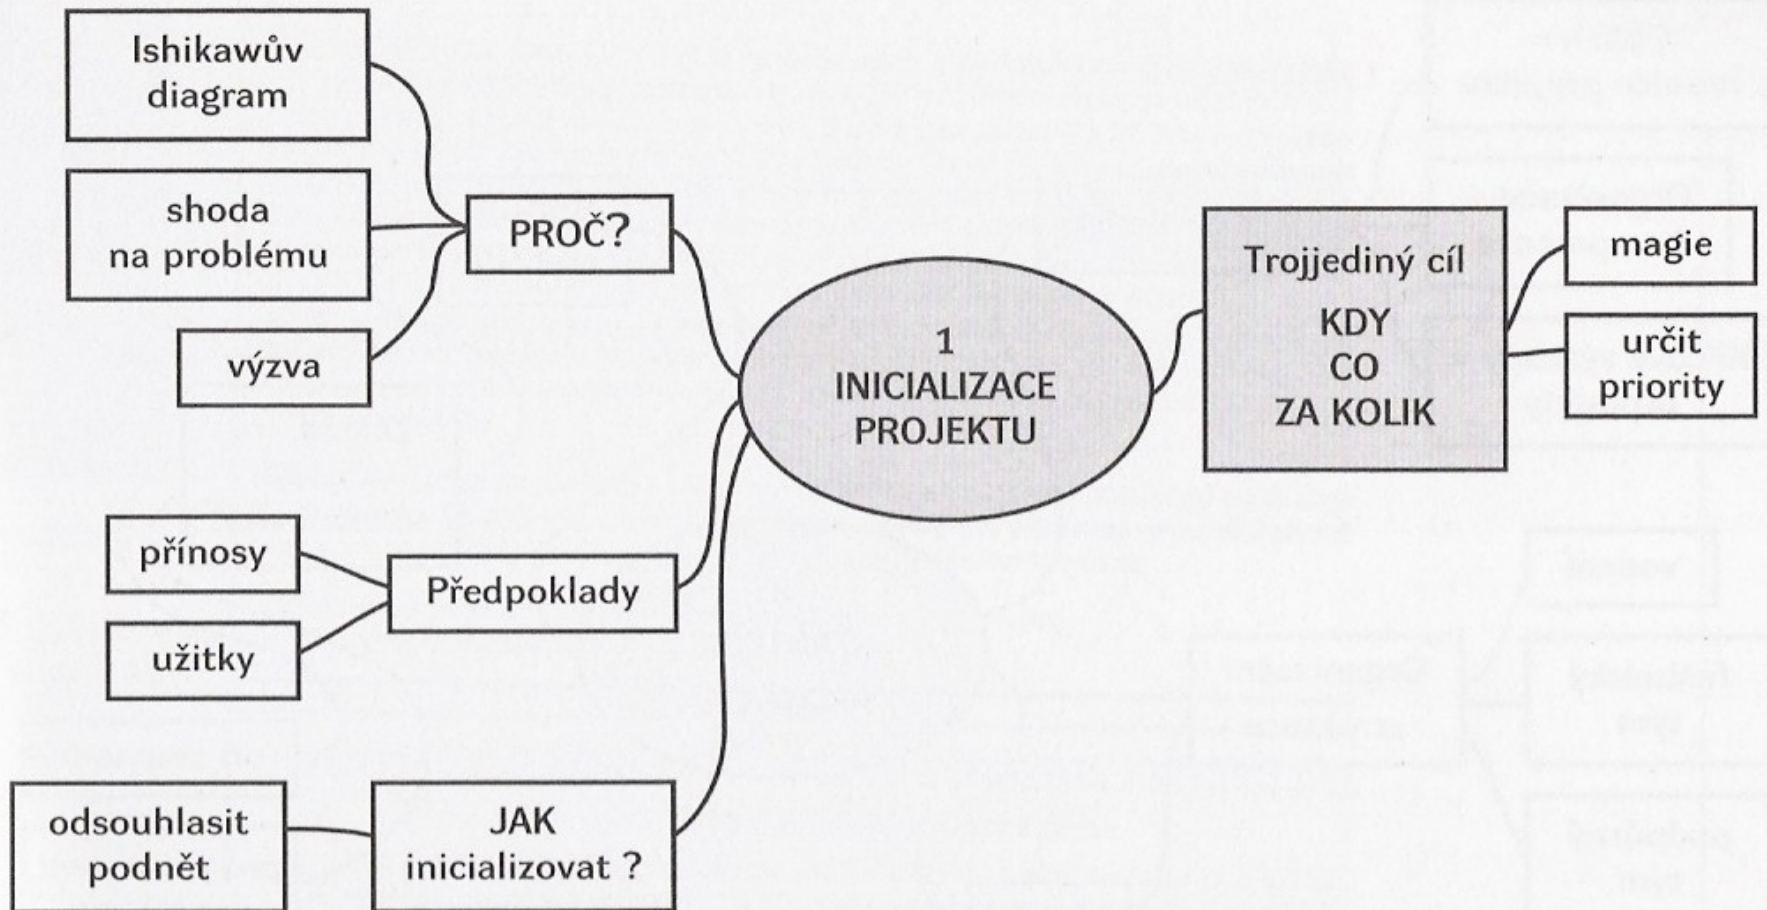 Ishikawův
diagram
shoda
na problému
výzva
PROČ?
přínosy
užitky
Předpoklady
odsouhlasit
podnět
JAK
inicializovat ?
1
INICIALIZACE
PROJEKTU
Trojjediný cíl
KDY
CO
ZA KOLIK
magie
určit
priority